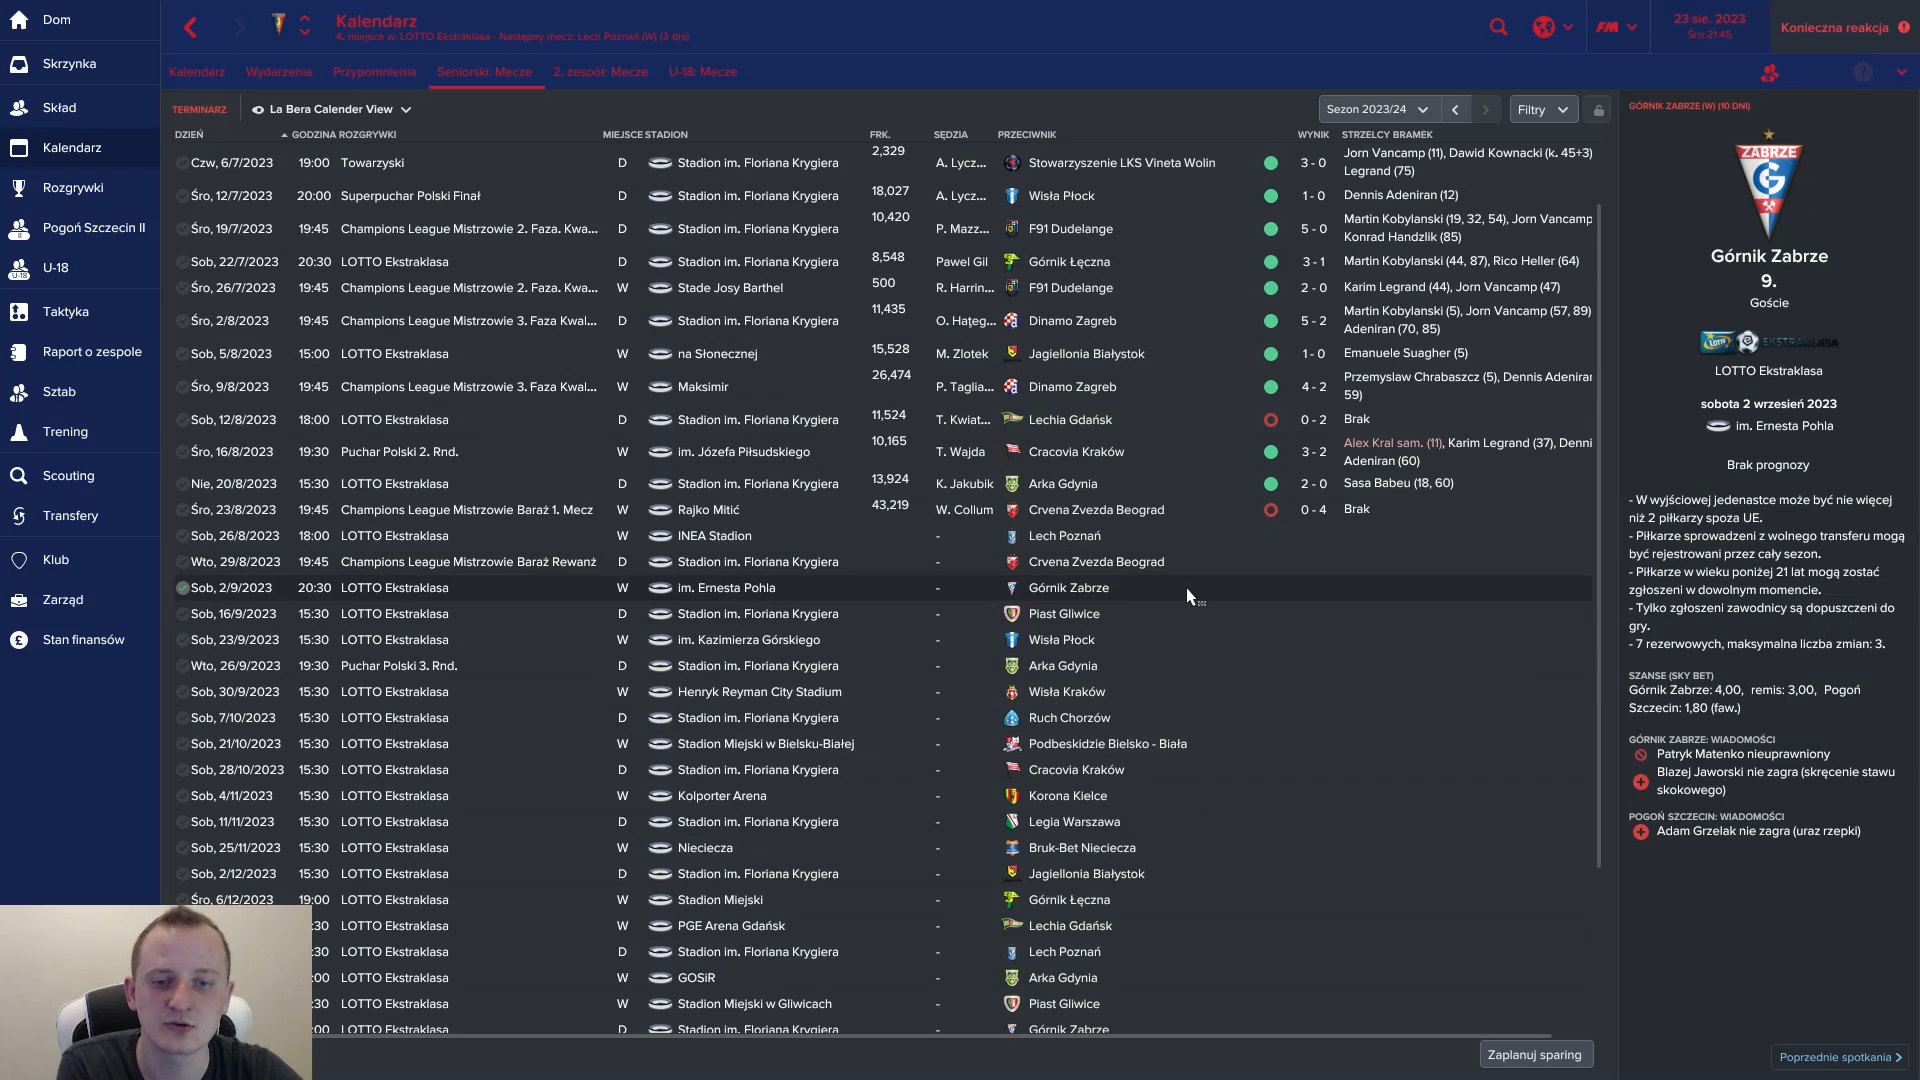 Dom
Skrzynka
Skład
Kalendarz
Rozgrywki
Pogoń Szczecin II
U-18
Taktyka
Raport o zespole
Sztab
Trening
Scouting
Transfery
Klub
Zarząd
Stan finansów
Kalendarz
4. miejsce w: LOTTO Ekstraklasa - Następny mecz: Lech Poznań (W) (3 dni)
FM
23 sie. 2023
Śro 21:45
Konieczna reakcja
Kalendarz Wydarzenia Przypomnienia Seniorski: Mecze 2. zespół: Mecze U-18: Mecze
TERMINARZ La Bera Calender View Sezon 2023/24 Filtry
DZIEŃ GODZINA ROZGRYWKI MIEJSCE STADION FRK. SĘDZIA PRZECIWNIK WYNIK STRZELCY BRAMEK
Czw, 6/7/2023 19:00 Towarzyski D Stadion im. Floriana Krygiera 2,329 A. Lycz... Stowarzyszenie LKS Vineta Wolin 3 - 0 Jorn Vancamp (11), Dawid Kownacki (k. 45+3)
Legrand (75)
Śro, 12/7/2023 20:00 Superpuchar Polski Finał D Stadion im. Floriana Krygiera 18,027 A. Lycz... Wisła Płock 1 - 0 Dennis Adeniran (12)
Śro, 19/7/2023 19:45 Champions League Mistrzowie 2. Faza. Kwa... D Stadion im. Floriana Krygiera 10,420 P. Mazz... F91 Dudelange 5 - 0 Martin Kobylanski (19, 32, 54), Jorn Vancamp
Konrad Handzlik (85)
Sob, 22/7/2023 20:30 LOTTO Ekstraklasa D Stadion im. Floriana Krygiera 8,548 Pawel Gil Górnik Łęczna 3 - 1 Martin Kobylanski (44, 87), Rico Heller (64)
Śro, 26/7/2023 19:45 Champions League Mistrzowie 2. Faza. Kwa... W Stade Josy Barthel 500 R. Harrin... F91 Dudelange 2 - 0 Karim Legrand (44), Jorn Vancamp (47)
Śro, 2/8/2023 19:45 Champions League Mistrzowie 3. Faza Kwal... D Stadion im. Floriana Krygiera 11,435 O. Hațeg... Dinamo Zagreb 5 - 2 Martin Kobylanski (5), Jorn Vancamp (57, 89)
Adeniran (70, 85)
Sob, 5/8/2023 15:00 LOTTO Ekstraklasa W na Słonecznej 15,528 M. Zlotek Jagiellonia Białystok 1 - 0 Emanuele Suagher (5)
Śro, 9/8/2023 19:45 Champions League Mistrzowie 3. Faza Kwal... W Maksimir 26,474 P. Taglia... Dinamo Zagreb 4 - 2 Przemyslaw Chrabaszcz (5), Dennis Adeniran
59)
Sob, 12/8/2023 18:00 LOTTO Ekstraklasa D Stadion im. Floriana Krygiera 11,524 T. Kwiat... Lechia Gdańsk 0 - 2 Brak
Śro, 16/8/2023 19:30 Puchar Polski 2. Rnd. W im. Józefa Piłsudskiego 10,165 T. Wajda Cracovia Kraków 3 - 2 Alex Kral sam. (11), Karim Legrand (37), Denni
Adeniran (60)
Nie, 20/8/2023 15:30 LOTTO Ekstraklasa D Stadion im. Floriana Krygiera 13,924 K. Jakubik Arka Gdynia 2 - 0 Sasa Babeu (18, 60)
Śro, 23/8/2023 19:45 Champions League Mistrzowie Baraż 1. Mecz W Rajko Mitić 43,219 W. Collum Crvena Zvezda Beograd 0 - 4 Brak
Sob, 26/8/2023 18:00 LOTTO Ekstraklasa W INEA Stadion - Lech Poznań
Wto, 29/8/2023 19:45 Champions League Mistrzowie Baraż Rewanż D Stadion im. Floriana Krygiera - Crvena Zvezda Beograd
Sob, 2/9/2023 20:30 LOTTO Ekstraklasa W im. Ernesta Pohla - Górnik Zabrze
Sob, 16/9/2023 15:30 LOTTO Ekstraklasa D Stadion im. Floriana Krygiera - Piast Gliwice
Sob, 23/9/2023 15:30 LOTTO Ekstraklasa W im. Kazimierza Górskiego - Wisła Płock
Wto, 26/9/2023 19:30 Puchar Polski 3. Rnd. D Stadion im. Floriana Krygiera - Arka Gdynia
Sob, 30/9/2023 15:30 LOTTO Ekstraklasa W Henryk Reyman City Stadium - Wisła Kraków
Sob, 7/10/2023 15:30 LOTTO Ekstraklasa D Stadion im. Floriana Krygiera - Ruch Chorzów
Sob, 21/10/2023 15:30 LOTTO Ekstraklasa W Stadion Miejski w Bielsku-Białej - Podbeskidzie Bielsko - Biała
Sob, 28/10/2023 15:30 LOTTO Ekstraklasa D Stadion im. Floriana Krygiera - Cracovia Kraków
Sob, 4/11/2023 15:30 LOTTO Ekstraklasa W Kolporter Arena - Korona Kielce
Sob, 11/11/2023 15:30 LOTTO Ekstraklasa D Stadion im. Floriana Krygiera - Legia Warszawa
Sob, 25/11/2023 15:30 LOTTO Ekstraklasa W Nieciecza - Bruk-Bet Nieciecza
Sob, 2/12/2023 15:30 LOTTO Ekstraklasa D Stadion im. Floriana Krygiera - Jagiellonia Białystok
Śro, 6/12/2023 19:00 LOTTO Ekstraklasa W Stadion Miejski - Górnik Łęczna
:30 LOTTO Ekstraklasa W PGE Arena Gdańsk - Lechia Gdańsk
:30 LOTTO Ekstraklasa D Stadion im. Floriana Krygiera - Lech Poznań
:00 LOTTO Ekstraklasa W GOSiR - Arka Gdynia
:30 LOTTO Ekstraklasa W Stadion Miejski w Gliwicach - Piast Gliwice
:00 LOTTO Ekstraklasa D Stadion im. Floriana Krygiera - Górnik Zabrze
Zaplanuj sparing
GÓRNIK ZABRZE (W) (10 DNI)
ZABRZE
G
Górnik Zabrze
9.
Goście
LOTTO EKSTRAKLASA
LOTTO Ekstraklasa
sobota 2 wrzesień 2023
im. Ernesta Pohla
Brak prognozy
- W wyjściowej jedenastce może być nie więcej
niż 2 piłkarzy spoza UE.
- Piłkarze sprowadzeni z wolnego transferu mogą
być rejestrowani przez cały sezon.
- Piłkarze w wieku poniżej 21 lat mogą zostać
zgłoszeni w dowolnym momencie.
- Tylko zgłoszeni zawodnicy są dopuszczeni do
gry.
- 7 rezerwowych, maksymalna liczba zmian: 3.
SZANSE (SKY BET)
Górnik Zabrze: 4,00, remis: 3,00, Pogoń
Szczecin: 1,80 (faw.)
GÓRNIK ZABRZE: WIADOMOŚCI
Patryk Matenko nieuprawniony
Blazej Jaworski nie zagra (skręcenie stawu
skokowego)
POGOŃ SZCZECIN: WIADOMOŚCI
Adam Grzelak nie zagra (uraz rzepki)
Poprzednie spotkania